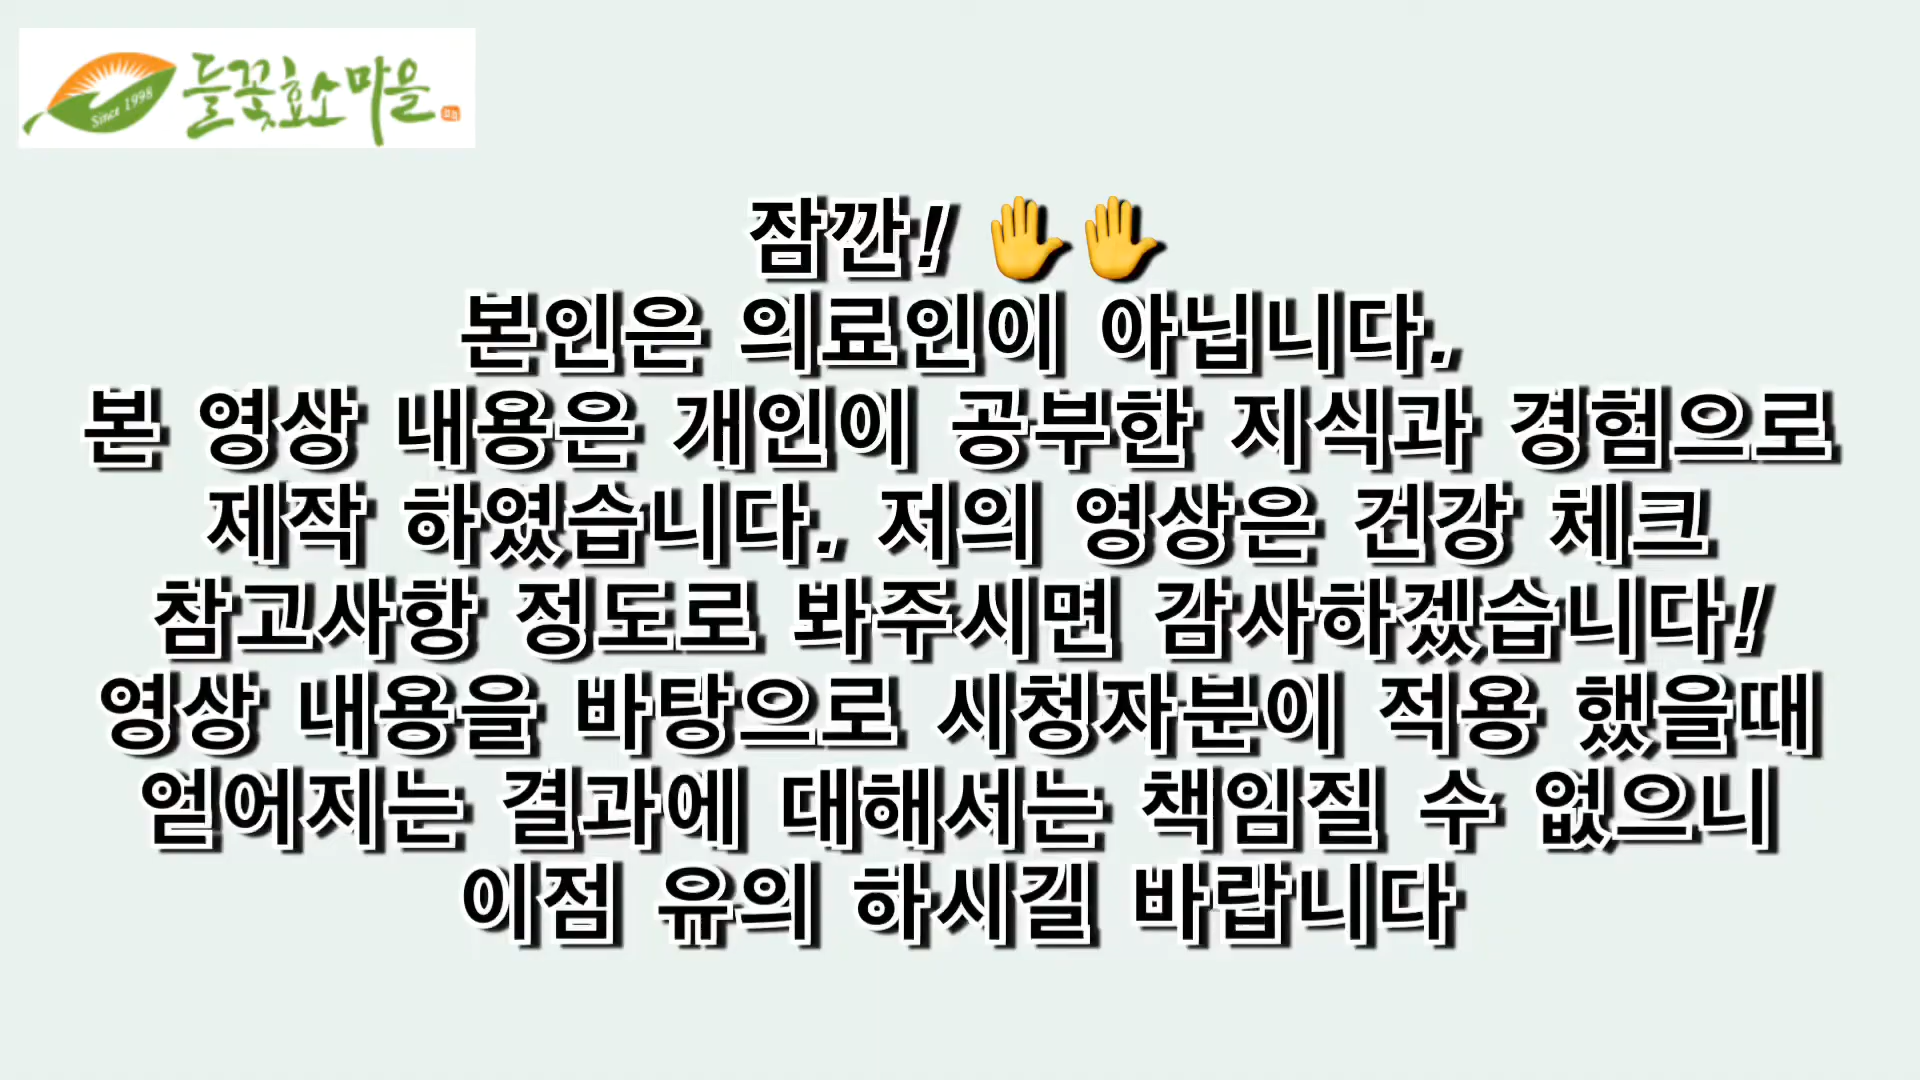 Since 1998
들꽃효소마을
잠깐! ✋✋
본인은 의료인이 아닙니다.,
본 영상 내용은 개인이 공부한 지식과 경험으로
제작 하였습니다., 저의 영상은 건강 체크
참고사항 정도로 봐주시면 감사하겠습니다!
영상 내용을 바탕으로 시청자분이 적용 했을때
얻어지는 결과에 대해서는 책임질 수 없으니
이점 유의 하시길 바랍니다